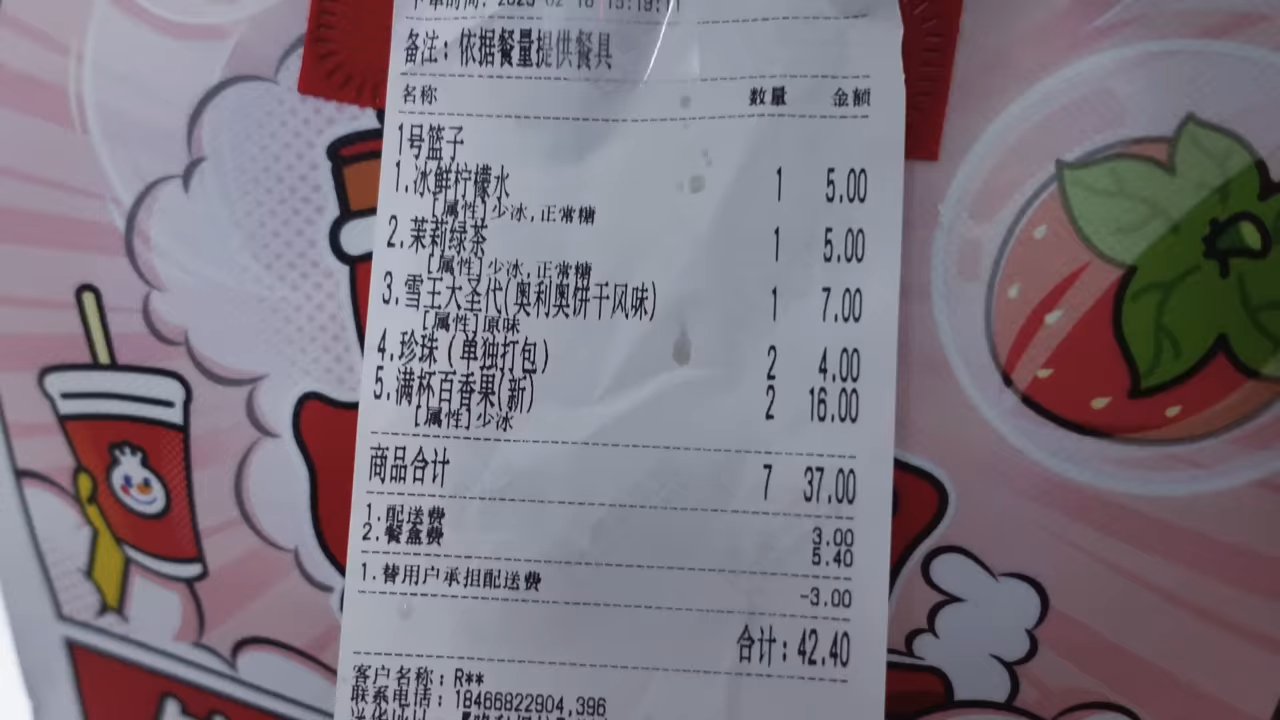 备注：依据餐量提供餐具
名称 数量 金额
1号篮子
1.冰鲜柠檬水 1 5.00
[属性]少冰,正常糖
2.茉莉绿茶 1 5.00
[属性]少冰,正常糖
3.雪王大圣代(奥利奥饼干风味) 1 7.00
[属性]原味
4.珍珠（单独打包） 2 4.00
5.满杯百香果(新) 2 16.00
[属性]少冰
商品合计 7 37.00
1.配送费 3.00
2.餐盒费 5.40
1.替用户承担配送费 -3.00
合计：42.40
客户名称：R**
联系电话：18466822904,396